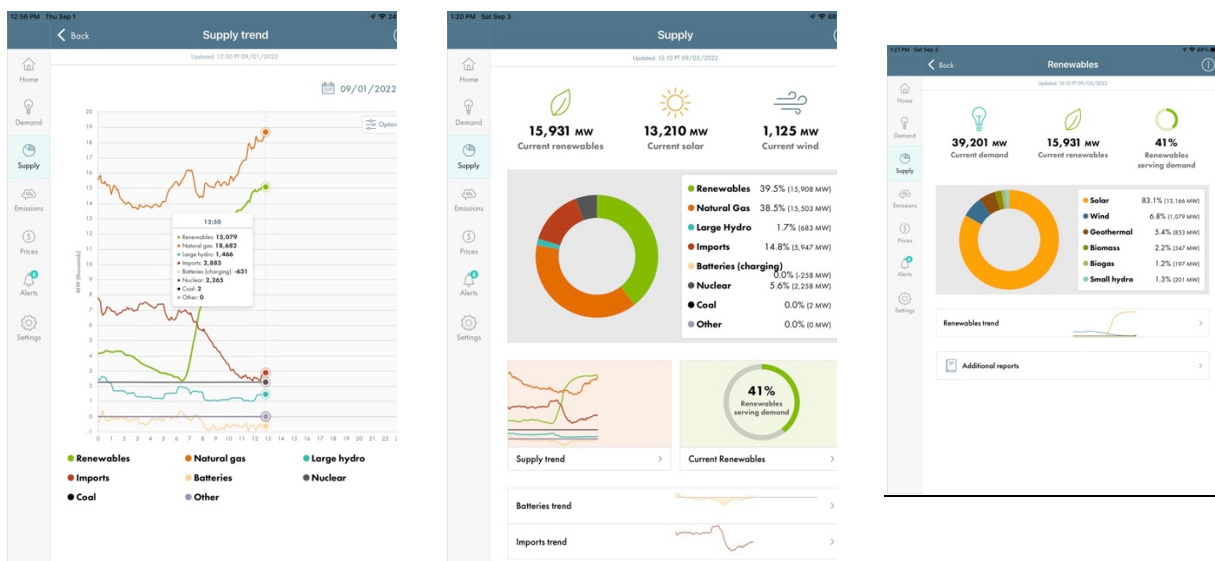 12:56 PM Thu Sep 1
Back
Supply trend
Updated: 12:50 PT 09/01/2022
Home
Demand
Supply
Emissions
Prices
Alerts
Settings
09/01/2022
Option
MW (thousands)
20
19
18
17
16
15
14
13
12
11
10
9
8
7
6
5
4
3
2
1
0
-1
12:50
Renewables: 15,079
Natural gas: 18,682
Large hydro: 1,466
Imports: 2,883
Batteries (charging): -631
Nuclear: 2,265
Coal: 2
Other: 0
0 1 2 3 4 5 6 7 8 9 10 11 12 13 14 15 16 17 18 19 20 21 22
Renewables Natural gas Large hydro
Imports Batteries Nuclear
Coal Other
1:20 PM Sat Sep 3
Supply
Updated: 13:10 PT 09/03/2022
Home
Demand
Supply
Emissions
Prices
Alerts
Settings
15,931 MW 13,210 MW 1,125 MW
Current renewables Current solar Current wind
Renewables 39.5% (15,908 MW)
Natural Gas 38.5% (15,503 MW)
Large Hydro 1.7% (683 MW)
Imports 14.8% (5,947 MW)
Batteries (charging)
0.0% (-258 MW)
Nuclear 5.6% (2,258 MW)
Coal 0.0% (2 MW)
Other 0.0% (0 MW)
41%
Renewables
serving demand
Supply trend
Current Renewables
Batteries trend
Imports trend
1:21 PM Sat Sep 3
86%
Back
Renewables
Updated: 13:10 PT 09/03/2022
Home
Demand
Supply
Emissions
Prices
Alerts
Settings
39,201 MW 15,931 MW 41%
Current demand Current renewables Renewables
serving demand
Solar 83.1% (13,166 MW)
Wind 6.8% (1,079 MW)
Geothermal 5.4% (853 MW)
Biomass 2.2% (347 MW)
Biogas 1.2% (197 MW)
Small hydro 1.3% (201 MW)
Renewables trend
Additional reports